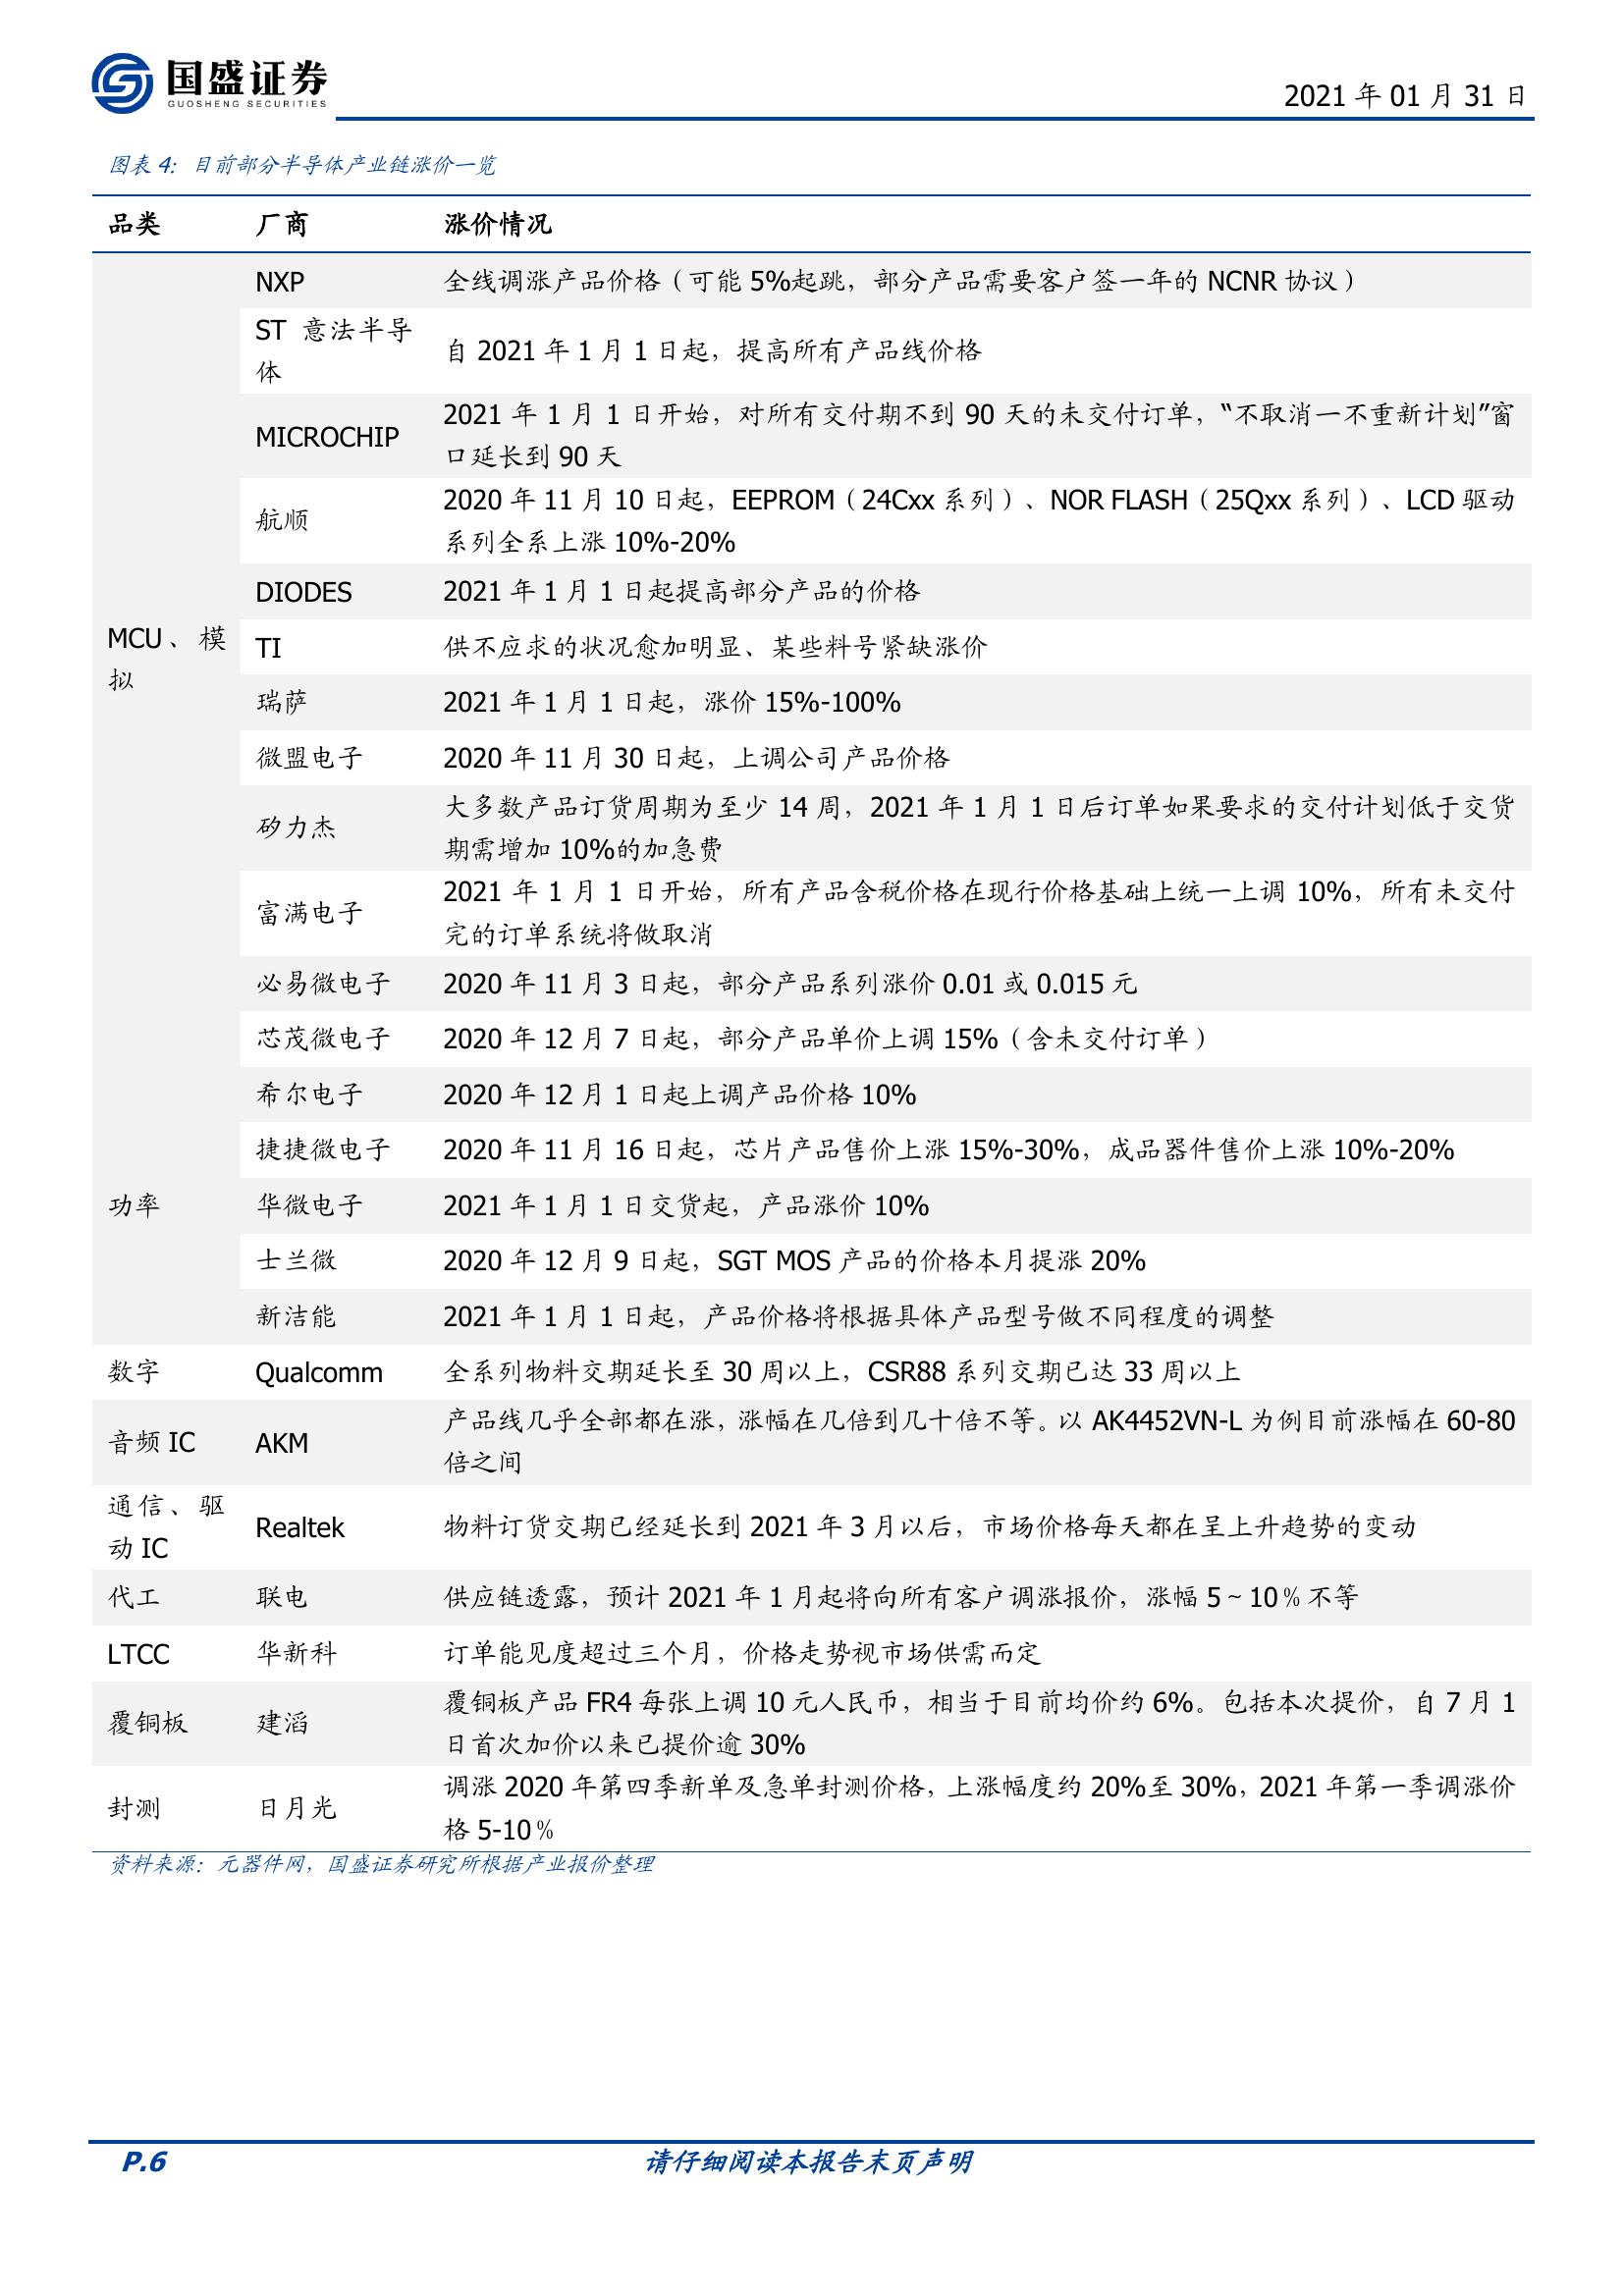 国盛证券
GUOSHENG SECURITIES
2021 年 01 月 31 日
图表 4：目前部分半导体产业链涨价一览
品类 厂商 涨价情况
NXP 全线调涨产品价格（可能 5%起跳，部分产品需要客户签一年的 NCNR 协议）
ST 意法半导
体
自 2021 年 1 月 1 日起，提高所有产品线价格
MICROCHIP
2021 年 1 月 1 日开始，对所有交付期不到 90 天的未交付订单，“不取消一不重新计划”窗
口延长到 90 天
航顺
2020 年 11 月 10 日起，EEPROM（24Cxx 系列）、NOR FLASH（25Qxx 系列）、LCD 驱动
系列全系上涨 10%-20%
DIODES 2021 年 1 月 1 日起提高部分产品的价格
MCU、模
拟
TI 供不应求的状况愈加明显、某些料号紧缺涨价
瑞萨 2021 年 1 月 1 日起，涨价 15%-100%
微盟电子 2020 年 11 月 30 日起，上调公司产品价格
矽力杰
大多数产品订货周期为至少 14 周，2021 年 1 月 1 日后订单如果要求的交付计划低于交货
期需增加 10%的加急费
富满电子
2021 年 1 月 1 日开始，所有产品含税价格在现行价格基础上统一上调 10%，所有未交付
完的订单系统将做取消
必易微电子 2020 年 11 月 3 日起，部分产品系列涨价 0.01 或 0.015 元
芯茂微电子 2020 年 12 月 7 日起，部分产品单价上调 15%（含未交付订单）
希尔电子 2020 年 12 月 1 日起上调产品价格 10%
捷捷微电子 2020 年 11 月 16 日起，芯片产品售价上涨 15%-30%，成品器件售价上涨 10%-20%
功率 华微电子 2021 年 1 月 1 日交货起，产品涨价 10%
士兰微 2020 年 12 月 9 日起，SGT MOS 产品的价格本月提涨 20%
新洁能 2021 年 1 月 1 日起，产品价格将根据具体产品型号做不同程度的调整
数字 Qualcomm 全系列物料交期延长至 30 周以上，CSR88 系列交期已达 33 周以上
音频 IC AKM
产品线几乎全部都在涨，涨幅在几倍到几十倍不等。以 AK4452VN-L 为例目前涨幅在 60-80
倍之间
通信、驱
动 IC
Realtek 物料订货交期已经延长到 2021 年 3 月以后，市场价格每天都在呈上升趋势的变动
代工 联电 供应链透露，预计 2021 年 1 月起将向所有客户调涨报价，涨幅 5～10％不等
LTCC 华新科 订单能见度超过三个月，价格走势视市场供需而定
覆铜板 建滔
覆铜板产品 FR4 每张上调 10 元人民币，相当于目前均价约 6%。包括本次提价，自 7 月 1
日首次加价以来已提价逾 30%
封测 日月光
调涨 2020 年第四季新单及急单封测价格，上涨幅度约 20%至 30%，2021 年第一季调涨价
格 5-10％
资料来源：元器件网，国盛证券研究所根据产业报价整理
P.6 请仔细阅读本报告末页声明